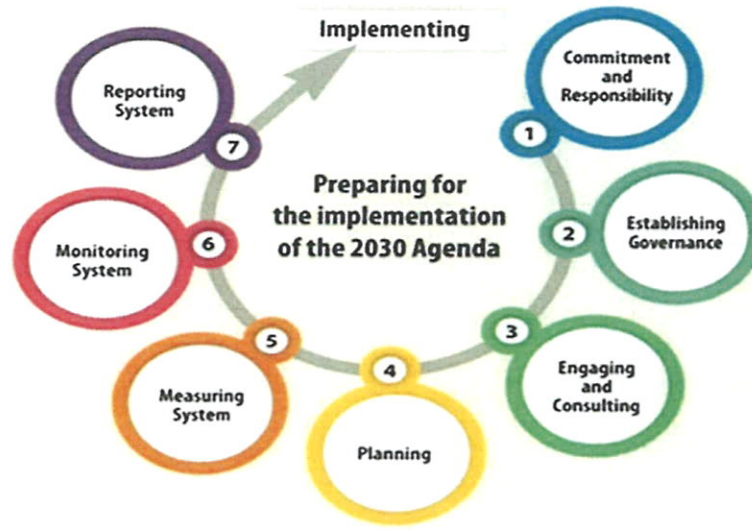 Implementing
Preparing for
the implementation
of the 2030 Agenda
1
Commitment
and
Responsibility
2
Establishing
Governance
3
Engaging
and
Consulting
4
Planning
5
Measuring
System
6
Monitoring
System
7
Reporting
System